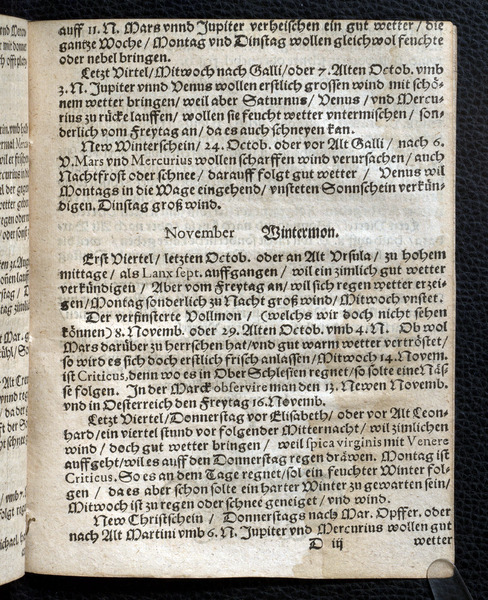 auff 11. N. Mars vnnd Jupiter verheischen ein gut wetter / die
gantze Woche / Montag vnd Dinstag wollen gleichwol feuchte
oder nebel bringen.
Letzt Virtel / Mitwoch nach Galli / oder 7. Alten Octob. vmb
3. N. Jupiter vnnd Venus wollen erstlich grossen wind mit schö-
nem wetter bringen / weil aber Saturnus / Venus / vnd Mercu-
rius zu rücke lauffen / wollen sie feucht wetter vntermischen / son-
derlich vom Freytag an / da es auch schneyen kan.
New Winterschein / 24. Octob. oder vor Alt Galli / nach 6.
V. Mars vnd Mercurius wollen scharffen wind verursachen / auch
Nachtfrost oder schnee / darauff folgt gut wetter / Venus wil
Montags in die Wage eingehend / vnsteten Sonnschein verkün-
digen. Dinstag groß wind.
November Wintermon.
Erst Viertel / letzten Octob. oder an Alt Vrsula / zu hohem
mittage / als Lanx sept. auffgangen / wil ein zimlich gut wetter
verkündigen / Aber vom Freytag an / wil sich regen wetter erzei-
gen / Montag sonderlich zu Nacht groß wind / Mitwoch vnstet.
Der verfinsterte Vollmon / (welchs wir doch nicht sehen
können) 8. Novemb. oder 29. Alten Octob. vmb 4. N. Ob wol
Mars darüber zu herrschen hat / vnd gut warm wetter vertröstet /
so wird es sich doch erstlich frisch anlassen / Mitwoch 14. Novem.
ist Criticus, denn wo es in Ober Schlesien regnet / so solte eine Näs-
se folgen. In der Marck observire man den 13. Newen Novemb.
vnd in Oesterreich den Freytag 16. Novemb.
Letzt Viertel / Donnerstag vor Elisabeth / oder vor Alt Leon-
hard / ein viertel stund vor folgender Mitternacht / wil zimlichen
wind / doch gut wetter bringen / weil spica virginis mit Venere
auffgeht / wil es auff den Donnerstag regen dräwen. Montag ist
Criticus. So es an dem Tage regnet / sol ein feuchter Winter fol-
gen / da es aber schon solte ein harter Winter zu gewarten sein /
Mitwoch ist zu regen oder schnee geneiget / vnd wind.
New Christschein / Donnerstags nach Mar. Opffer. oder
nach Alt Martini vmb 6. N. Jupiter vnd Mercurius wollen gut
D iij wetter